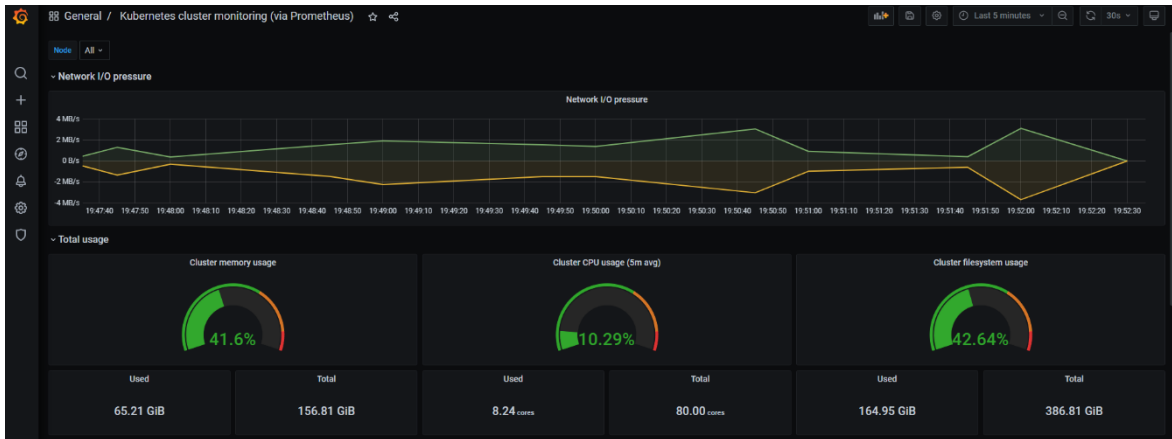 General / Kubernetes cluster monitoring (via Prometheus)
Last 5 minutes
30s
Node All
Network I/O pressure
Network I/O pressure
4 MB/s
2 MB/s
0 B/s
-2 MB/s
-4 MB/s
19:47:40 19:47:50 19:48:00 19:48:10 19:48:20 19:48:30 19:48:40 19:48:50 19:49:00 19:49:10 19:49:20 19:49:30 19:49:40 19:49:50 19:50:00 19:50:10 19:50:20 19:50:30 19:50:40 19:50:50 19:51:00 19:51:10 19:51:20 19:51:30 19:51:40 19:51:50 19:52:00 19:52:10 19:52:20 19:52:30
Total usage
Cluster memory usage
Cluster CPU usage (5m avg)
Cluster filesystem usage
41.6%
10.29%
42.64%
Used Total Used Total Used Total
65.21 GiB 156.81 GiB 8.24 cores 80.00 cores 164.95 GiB 386.81 GiB